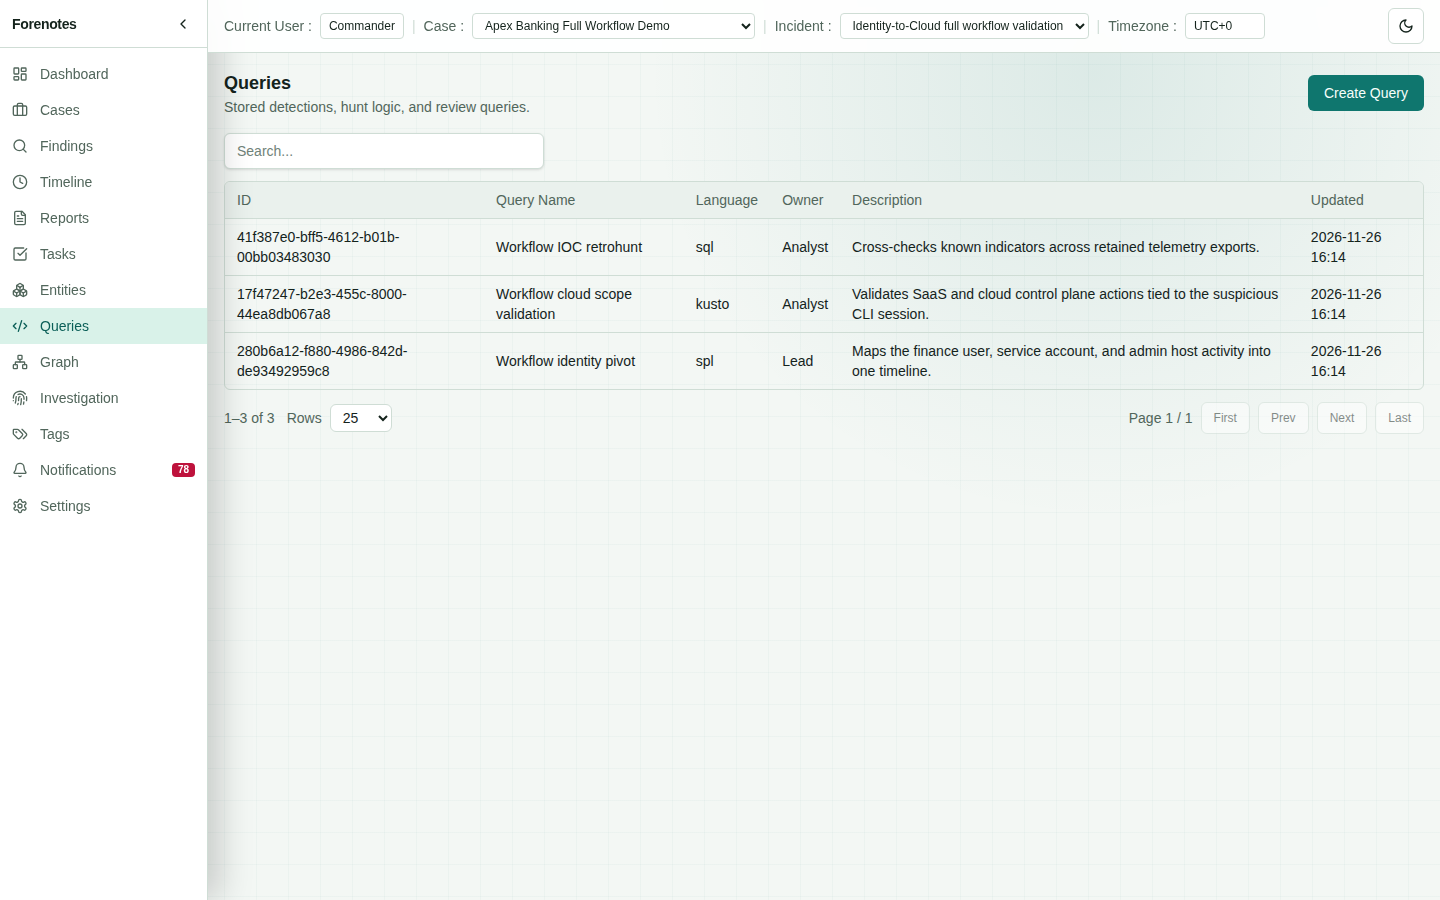 Forenotes
Current User : Commander | Case : Apex Banking Full Workflow Demo | Incident : Identity-to-Cloud full workflow validation | Timezone : UTC+0
Dashboard
Cases
Findings
Timeline
Reports
Tasks
Entities
Queries
Graph
Investigation
Tags
Notifications 78
Settings
Queries
Stored detections, hunt logic, and review queries.
Create Query
Search...
ID Query Name Language Owner Description Updated
41f387e0-bff5-4612-b01b-
00bb03483030
Workflow IOC retrohunt
sql
Analyst
Cross-checks known indicators across retained telemetry exports.
2026-11-26
16:14
17f47247-b2e3-455c-8000-
44ea8db067a8
Workflow cloud scope
validation
kusto
Analyst
Validates SaaS and cloud control plane actions tied to the suspicious
CLI session.
2026-11-26
16:14
280b6a12-f880-4986-842d-
de93492959c8
Workflow identity pivot
spl
Lead
Maps the finance user, service account, and admin host activity into
one timeline.
2026-11-26
16:14
1–3 of 3 Rows 25
Page 1 / 1 First Prev Next Last